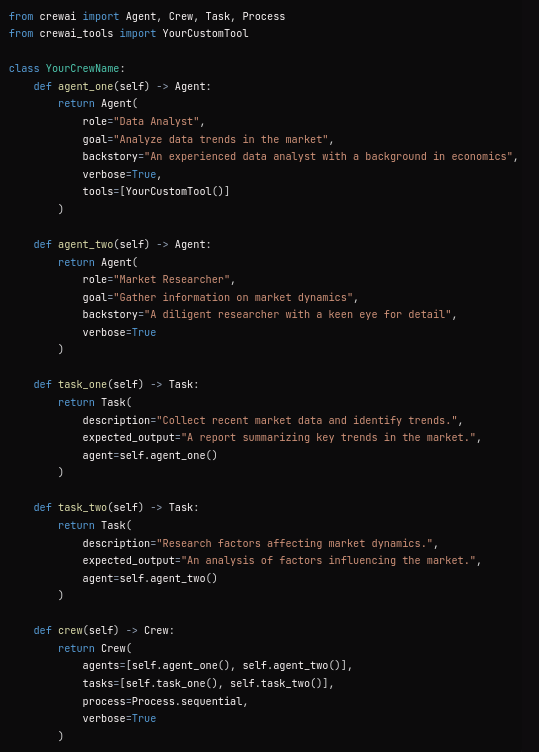 from crewai import Agent, Crew, Task, Process
from crewai_tools import YourCustomTool

class YourCrewName:
    def agent_one(self) -> Agent:
        return Agent(
            role="Data Analyst",
            goal="Analyze data trends in the market",
            backstory="An experienced data analyst with a background in economics",
            verbose=True,
            tools=[YourCustomTool()]
        )

    def agent_two(self) -> Agent:
        return Agent(
            role="Market Researcher",
            goal="Gather information on market dynamics",
            backstory="A diligent researcher with a keen eye for detail",
            verbose=True
        )

    def task_one(self) -> Task:
        return Task(
            description="Collect recent market data and identify trends.",
            expected_output="A report summarizing key trends in the market.",
            agent=self.agent_one()
        )

    def task_two(self) -> Task:
        return Task(
            description="Research factors affecting market dynamics.",
            expected_output="An analysis of factors influencing the market.",
            agent=self.agent_two()
        )

    def crew(self) -> Crew:
        return Crew(
            agents=[self.agent_one(), self.agent_two()],
            tasks=[self.task_one(), self.task_two()],
            process=Process.sequential,
            verbose=True
        )